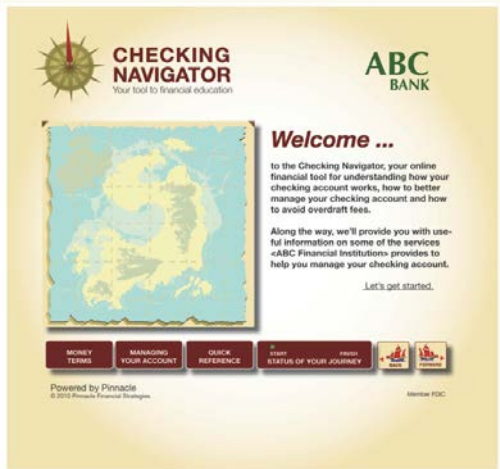 CHECKING
NAVIGATOR
Your tool to financial education
ABC
BANK
Welcome ...
to the Checking Navigator, your online
financial tool for understanding how your
checking account works, how to better
manage your checking account and how
to avoid overdraft fees.
Along the way, we'll provide you with use-
ful information on some of the services
<ABC Financial Institution> provides to
help you manage your checking account.
Let's get started.
MONEY
TERMS
MANAGING
YOUR ACCOUNT
QUICK
REFERENCE
START FINISH
STATUS OF YOUR JOURNEY
BACK
FORWARD
Powered by Pinnacle
© 2010 Pinnacle Financial Strategies
Member FDIC